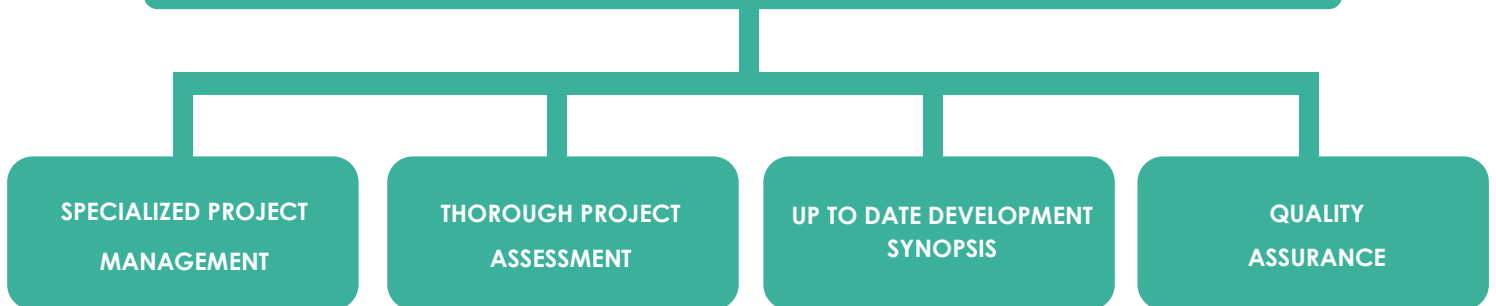 SPECIALIZED PROJECT
MANAGEMENT
THOROUGH PROJECT
ASSESSMENT
UP TO DATE DEVELOPMENT
SYNOPSIS
QUALITY
ASSURANCE